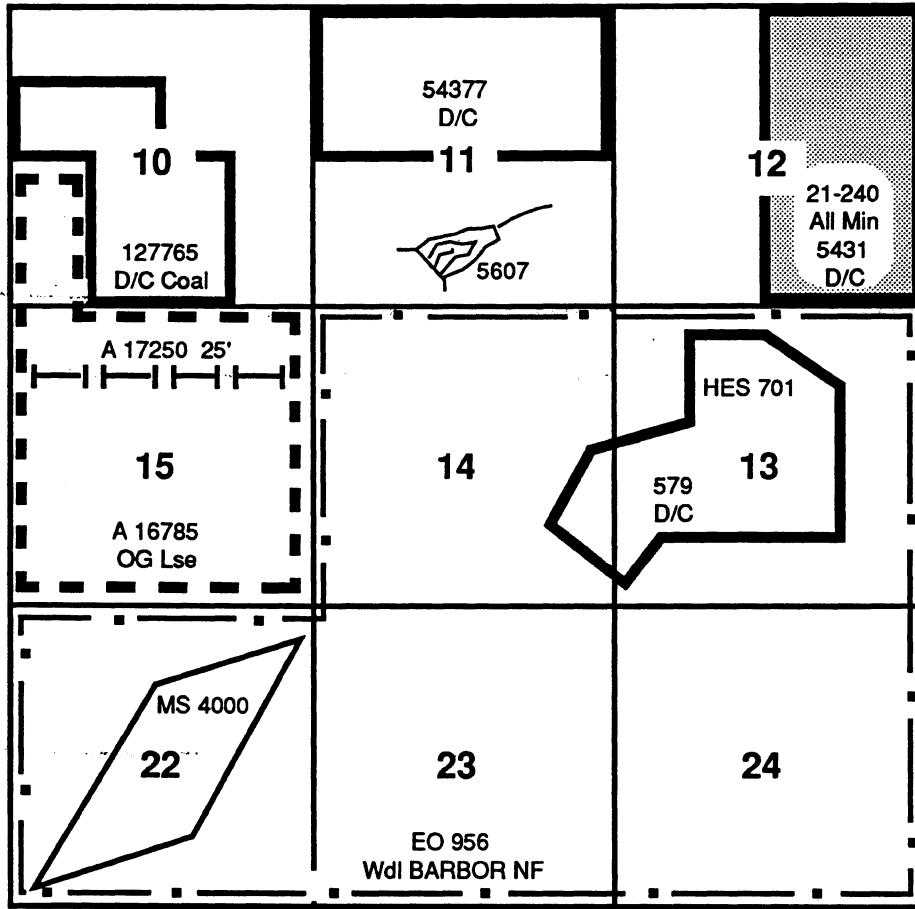 54377
D/C
10
11
12
21-240
All Min
5431
D/C
127765
D/C Coal
5607
A 17250 25'
HES 701
15
14
13
579
D/C
A 16785
OG Lse
MS 4000
22
23
24
EO 956
Wdl BARBOR NF